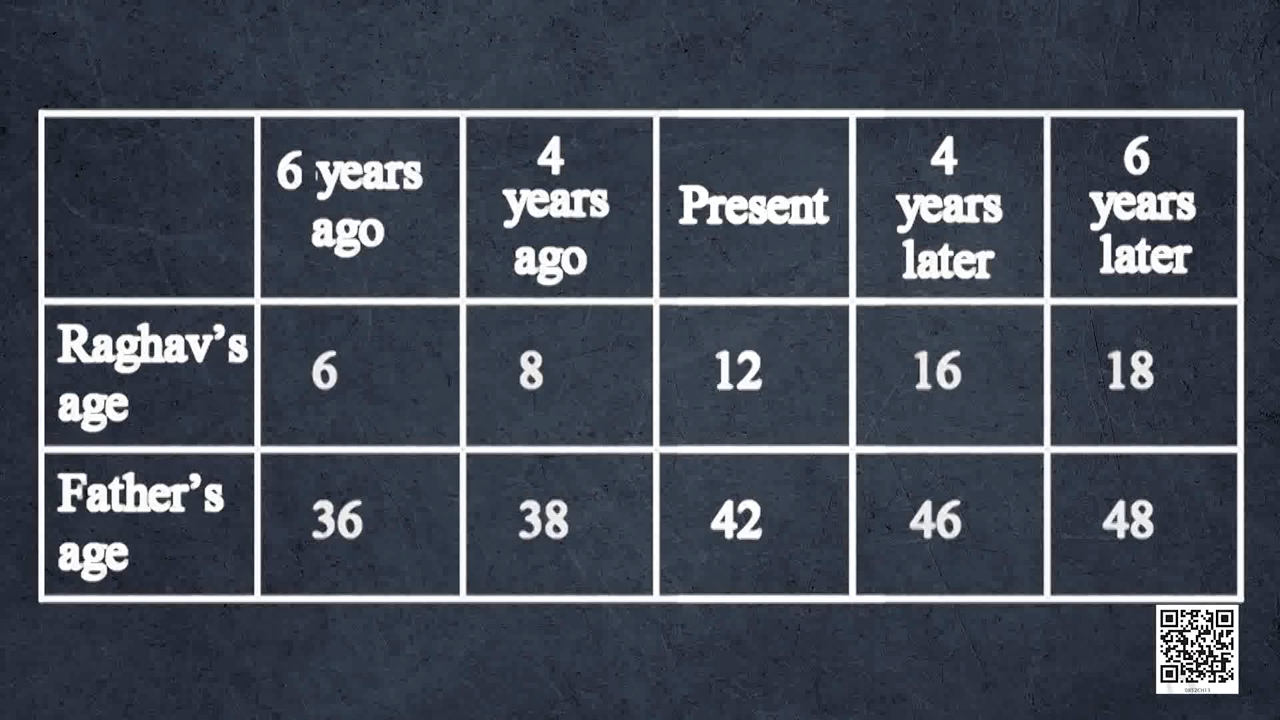 6 years
ago
4
years
ago
Present
4
years
later
6
years
later
Raghav’s
age
6
8
12
16
18
Father’s
age
36
38
42
46
48